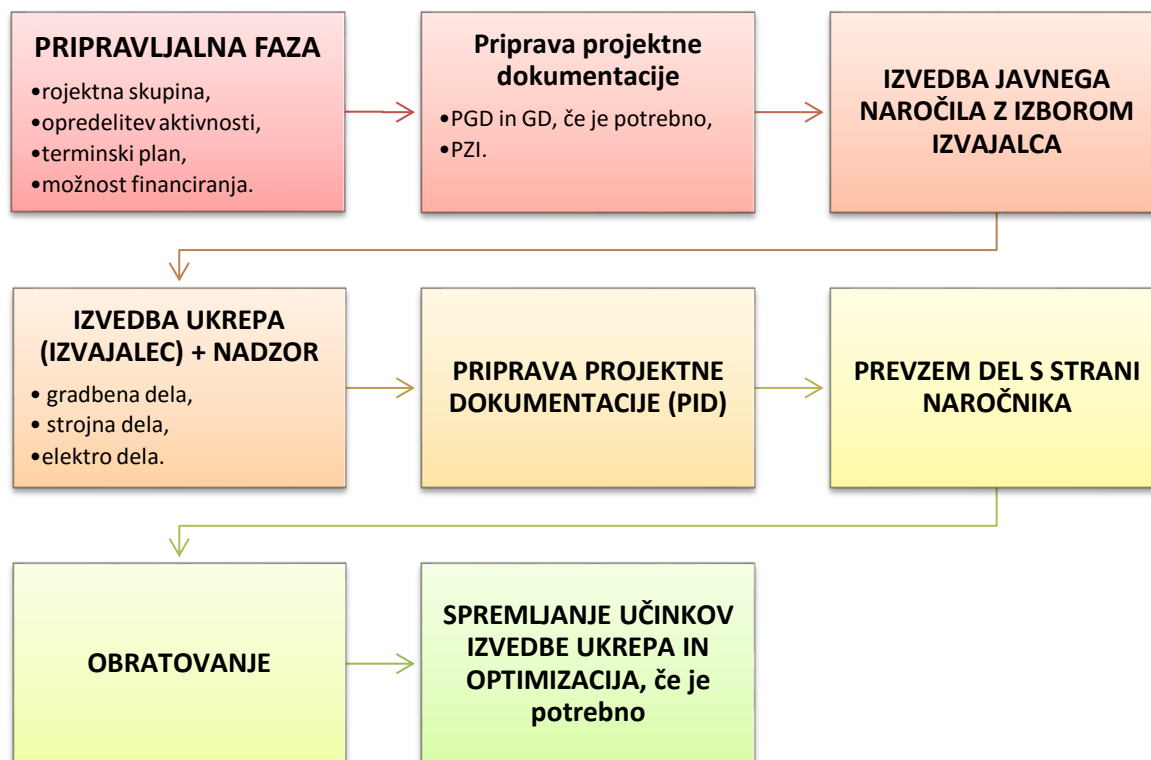 PRIPRAVLJALNA FAZA
•rojektna skupina,
•opredelitev aktivnosti,
•terminski plan,
•možnost financiranja.
Priprava projektne
dokumentacije
•PGD in GD, če je potrebno,
•PZI.
IZVEDBA JAVNEGA
NAROČILA Z IZBOROM
IZVAJALCA
IZVEDBA UKREPA
(IZVAJALEC) + NADZOR
• gradbena dela,
• strojna dela,
•elektro dela.
PRIPRAVA PROJEKTNE
DOKUMENTACIJE (PID)
PREVZEM DEL S STRANI
NAROČNIKA
OBRATOVANJE
SPREMLJANJE UČINKOV
IZVEDBE UKREPA IN
OPTIMIZACIJA, če je
potrebno